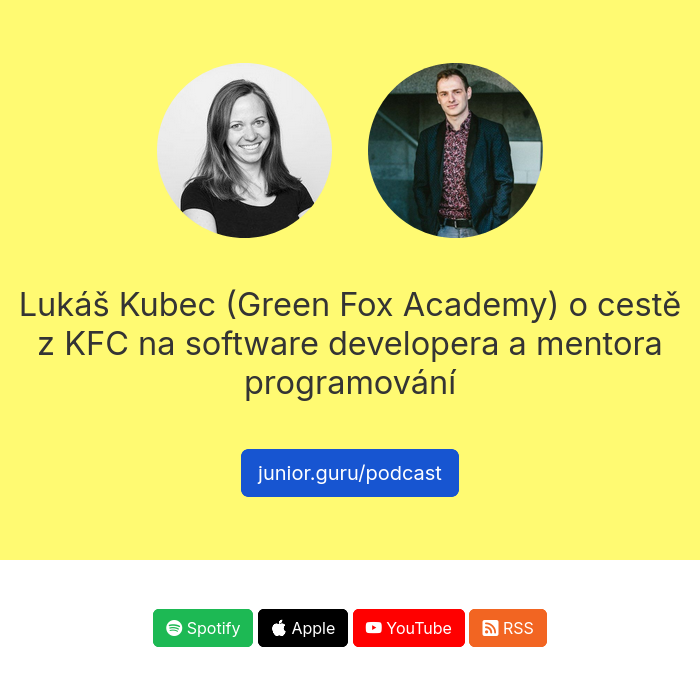 Lukáš Kubec (Green Fox Academy) o cestě
z KFC na software developera a mentora
programování
junior.guru/podcast
Spotify
Apple
YouTube
RSS